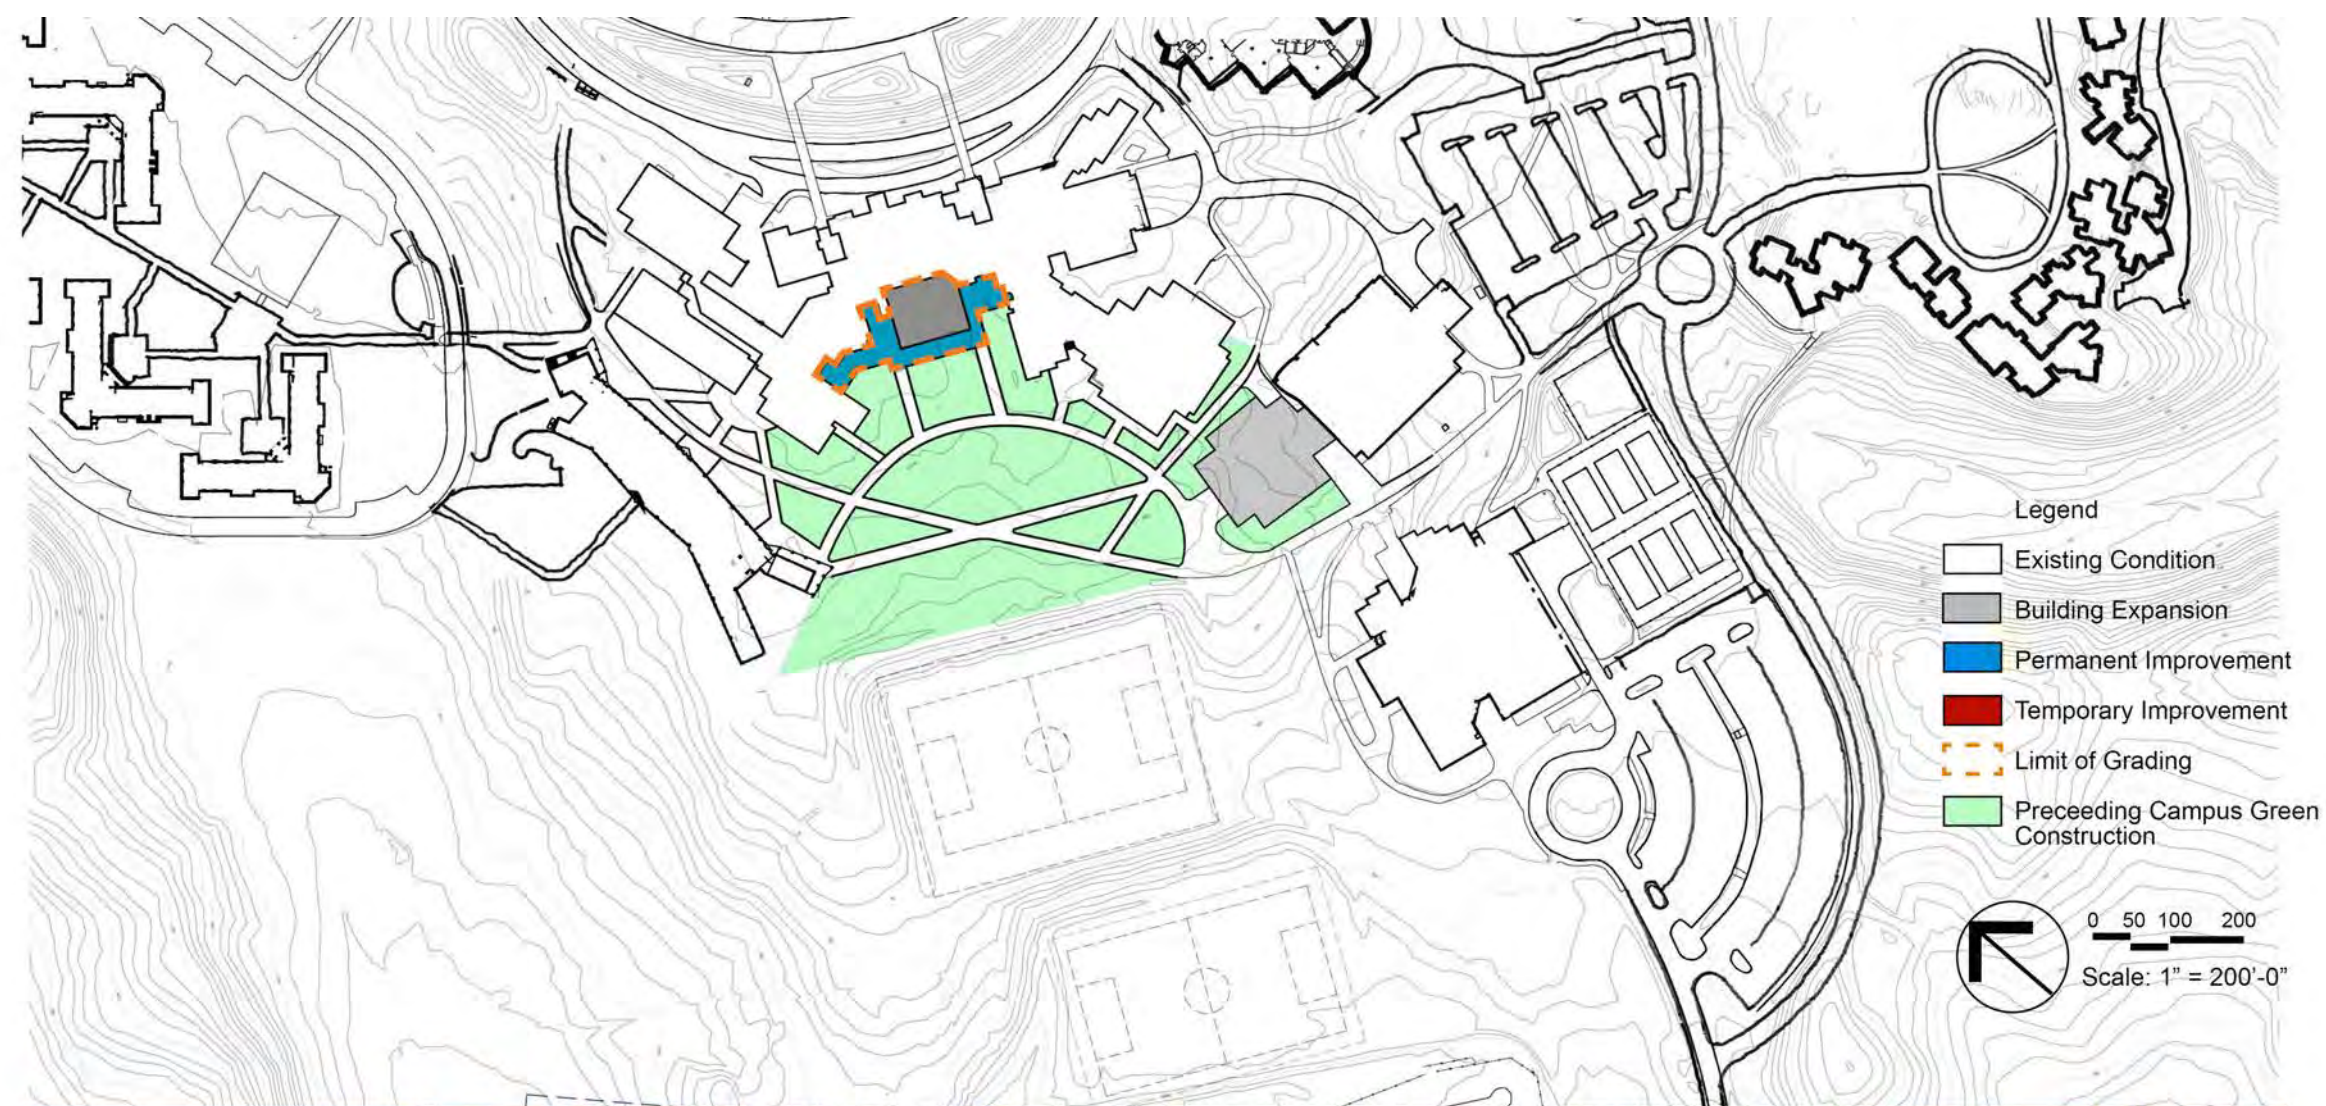 Legend
Existing Condition
Building Expansion
Permanent Improvement
Temporary Improvement
Limit of Grading
Preceeding Campus Green
Construction
0 50 100 200
Scale: 1” = 200’-0”